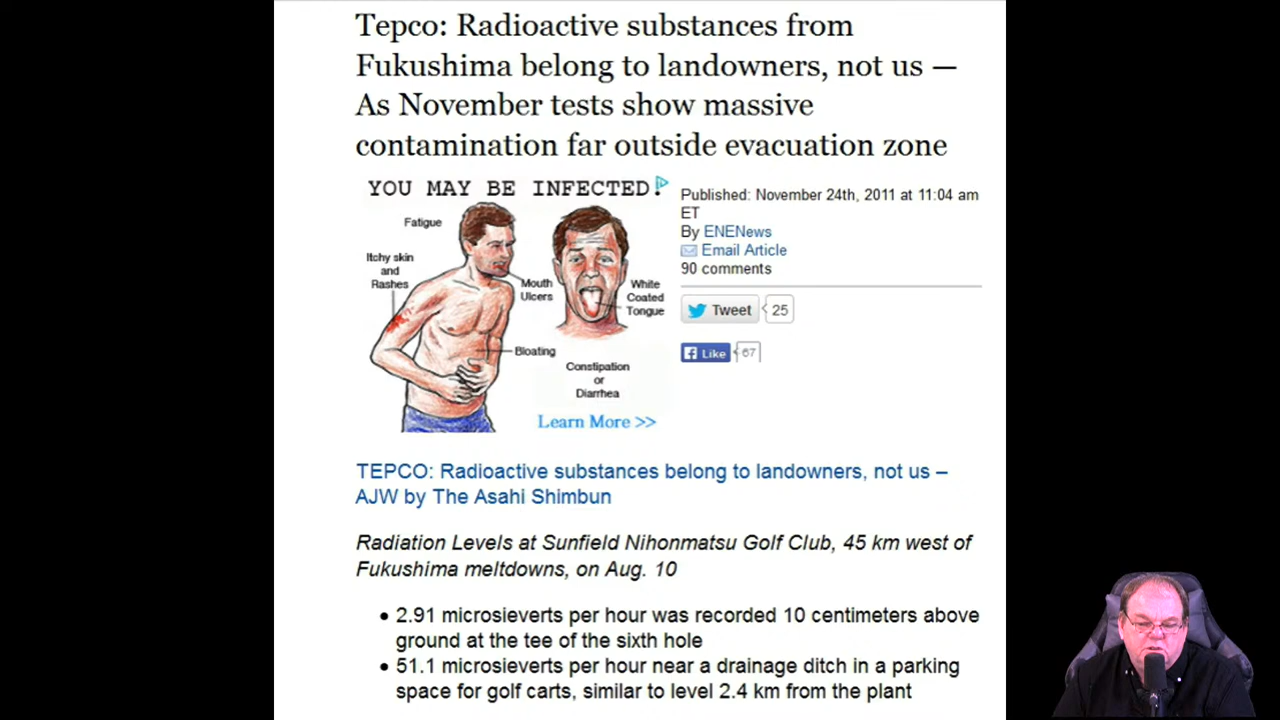 Tepco: Radioactive substances from
Fukushima belong to landowners, not us —
As November tests show massive
contamination far outside evacuation zone
YOU MAY BE INFECTED!
Fatigue
Itchy skin
and
Rashes
Mouth
Ulcers
White
Coated
Tongue
Bloating
Constipation
or
Diarrhea
Learn More >>
Published: November 24th, 2011 at 11:04 am
ET
By ENENews
Email Article
90 comments
Tweet 25
Like 67
TEPCO: Radioactive substances belong to landowners, not us –
AJW by The Asahi Shimbun
Radiation Levels at Sunfield Nihonmatsu Golf Club, 45 km west of
Fukushima meltdowns, on Aug. 10
• 2.91 microsieverts per hour was recorded 10 centimeters above
ground at the tee of the sixth hole
• 51.1 microsieverts per hour near a drainage ditch in a parking
space for golf carts, similar to level 2.4 km from the plant